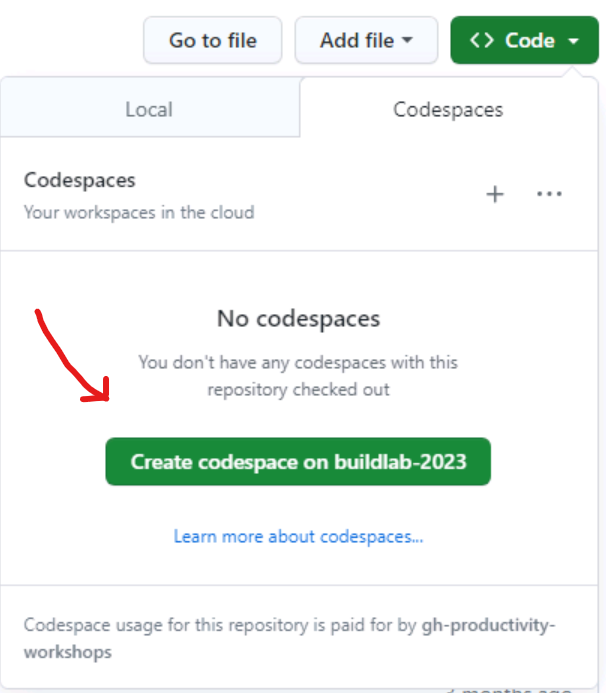 Go to file
Add file
<> Code
Local
Codespaces
Codespaces
Your workspaces in the cloud
No codespaces
You don't have any codespaces with this
repository checked out
Create codespace on buildlab-2023
Learn more about codespaces...
Codespace usage for this repository is paid for by gh-productivity-
workshops
months ago